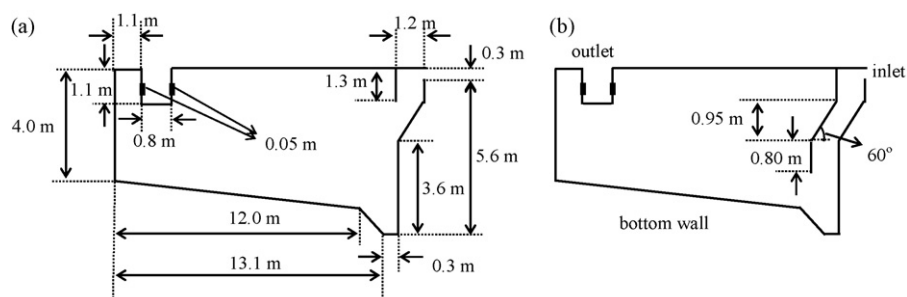 (a)
1.1 m
1.2 m
0.3 m
1.3 m
1.1 m
4.0 m
0.8 m
0.05 m
5.6 m
3.6 m
12.0 m
13.1 m
0.3 m
(b)
outlet
inlet
0.95 m
0.80 m
60°
bottom wall